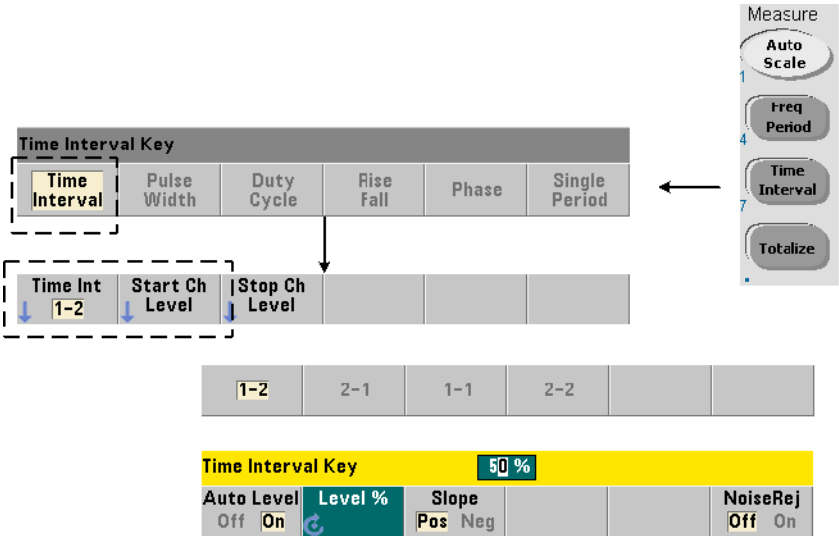 Measure
Auto
Scale
1
Freq
Period
4
Time
Interval
7
Totalize
.
Time Interval Key
Time Interval
Pulse Width
Duty Cycle
Rise Fall
Phase
Single Period
Time Int 1-2
Start Ch Level
Stop Ch Level
1-2 2-1 1-1 2-2
Time Interval Key 50 %
Auto Level Level % Slope NoiseRej
Off On Pos Neg Off On